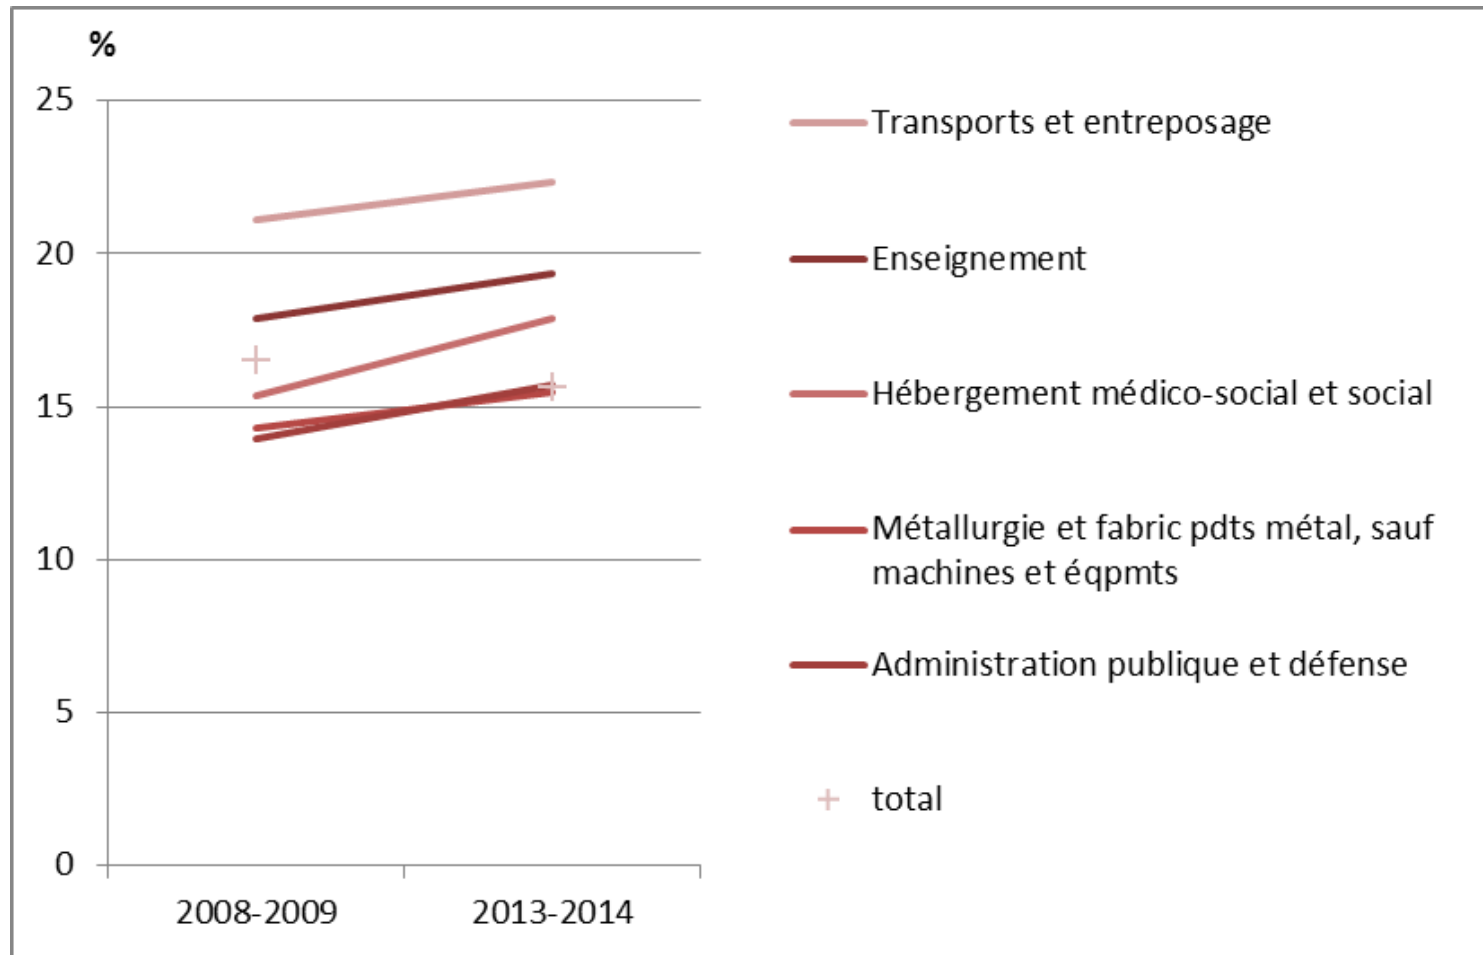 %
25
20
15
10
5
0
2008-2009
2013-2014
Transports et entreposage
Enseignement
Hébergement médico-social et social
Métallurgie et fabric pdts métal, sauf
machines et éqpmts
Administration publique et défense
total